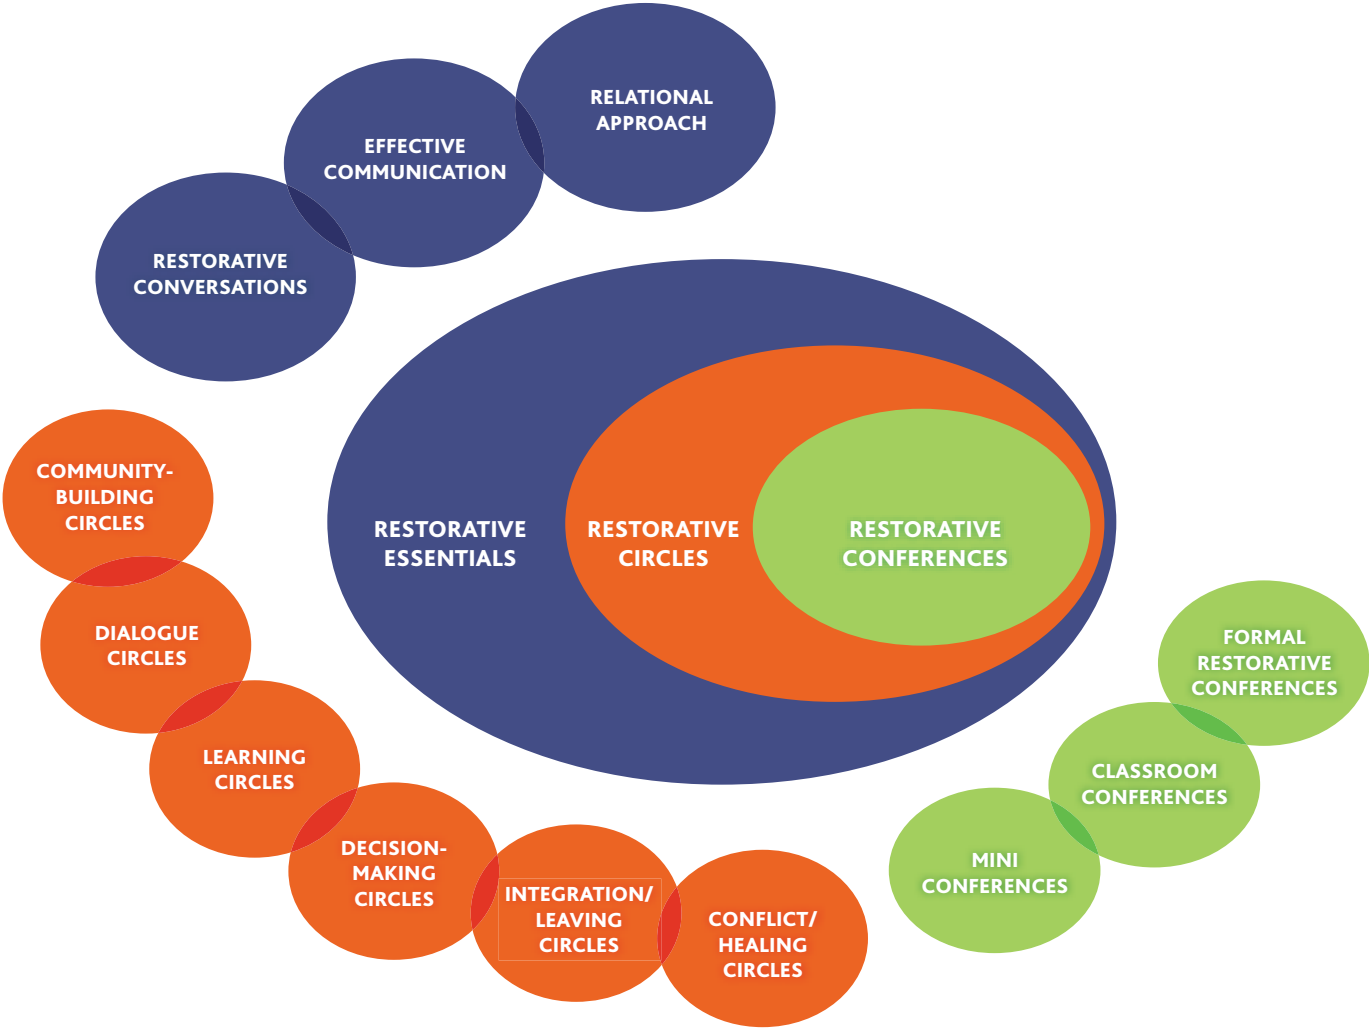 RELATIONAL
APPROACH
EFFECTIVE
COMMUNICATION
RESTORATIVE
CONVERSATIONS
COMMUNITY-
BUILDING
CIRCLES
RESTORATIVE
ESSENTIALS
RESTORATIVE
CIRCLES
RESTORATIVE
CONFERENCES
DIALOGUE
CIRCLES
LEARNING
CIRCLES
DECISION-
MAKING
CIRCLES
INTEGRATION/
LEAVING
CIRCLES
CONFLICT/
HEALING
CIRCLES
FORMAL
RESTORATIVE
CONFERENCES
CLASSROOM
CONFERENCES
MINI
CONFERENCES